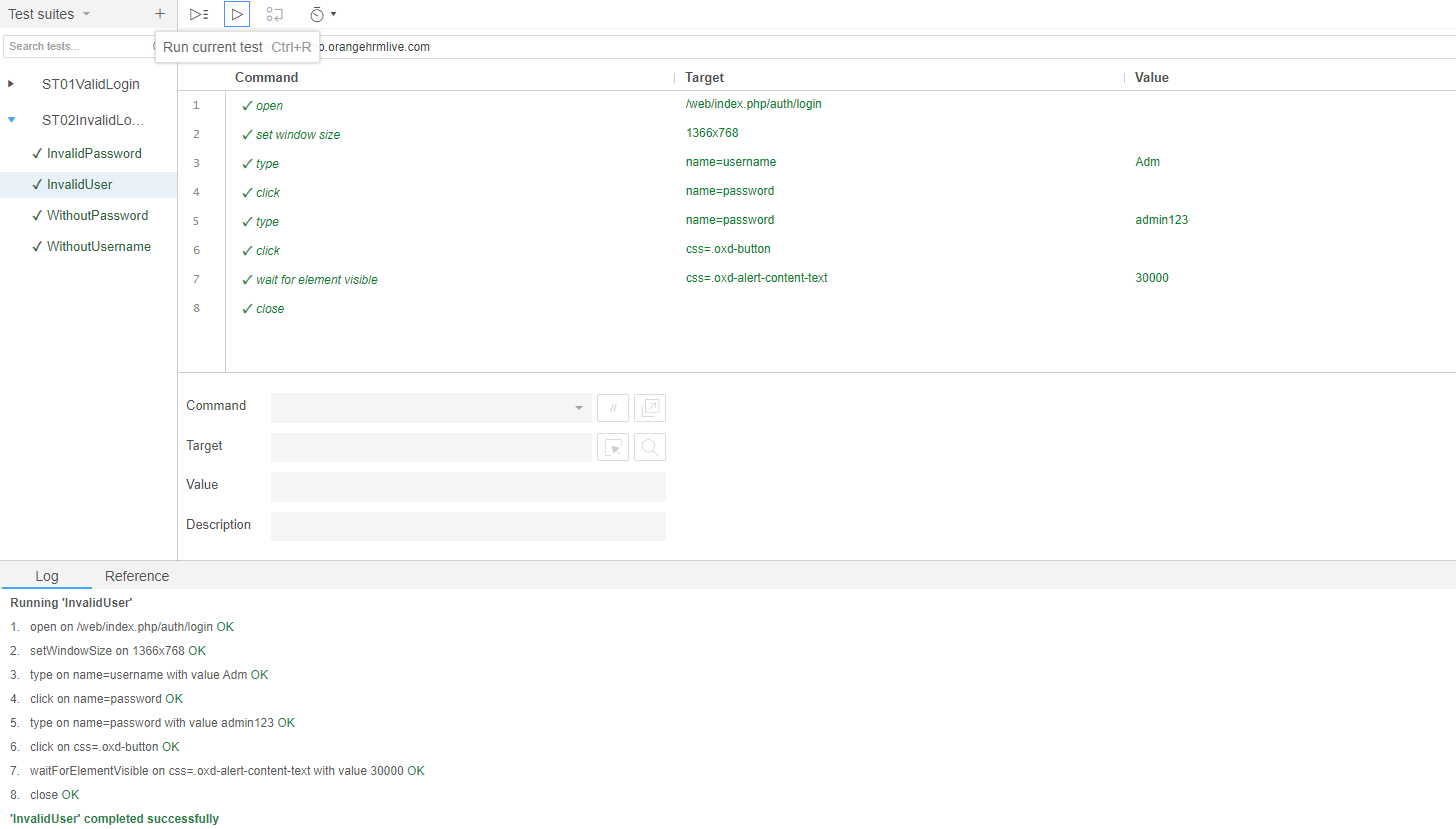 Test suites
Search tests...
Run current test Ctrl+R
.orangehrmlive.com
ST01ValidLogin
ST02InvalidLo...
InvalidPassword
InvalidUser
WithoutPassword
WithoutUsername
Command Target Value
1 ✓ open /web/index.php/auth/login
2 ✓ set window size 1366x768
3 ✓ type name=username Adm
4 ✓ click name=password
5 ✓ type name=password admin123
6 ✓ click css=.oxd-button
7 ✓ wait for element visible css=.oxd-alert-content-text 30000
8 ✓ close
Command //
Target
Value
Description
Log Reference
Running 'InvalidUser'
1. open on /web/index.php/auth/login OK
2. setWindowSize on 1366x768 OK
3. type on name=username with value Adm OK
4. click on name=password OK
5. type on name=password with value admin123 OK
6. click on css=.oxd-button OK
7. waitForElementVisible on css=.oxd-alert-content-text with value 30000 OK
8. close OK
'InvalidUser' completed successfully